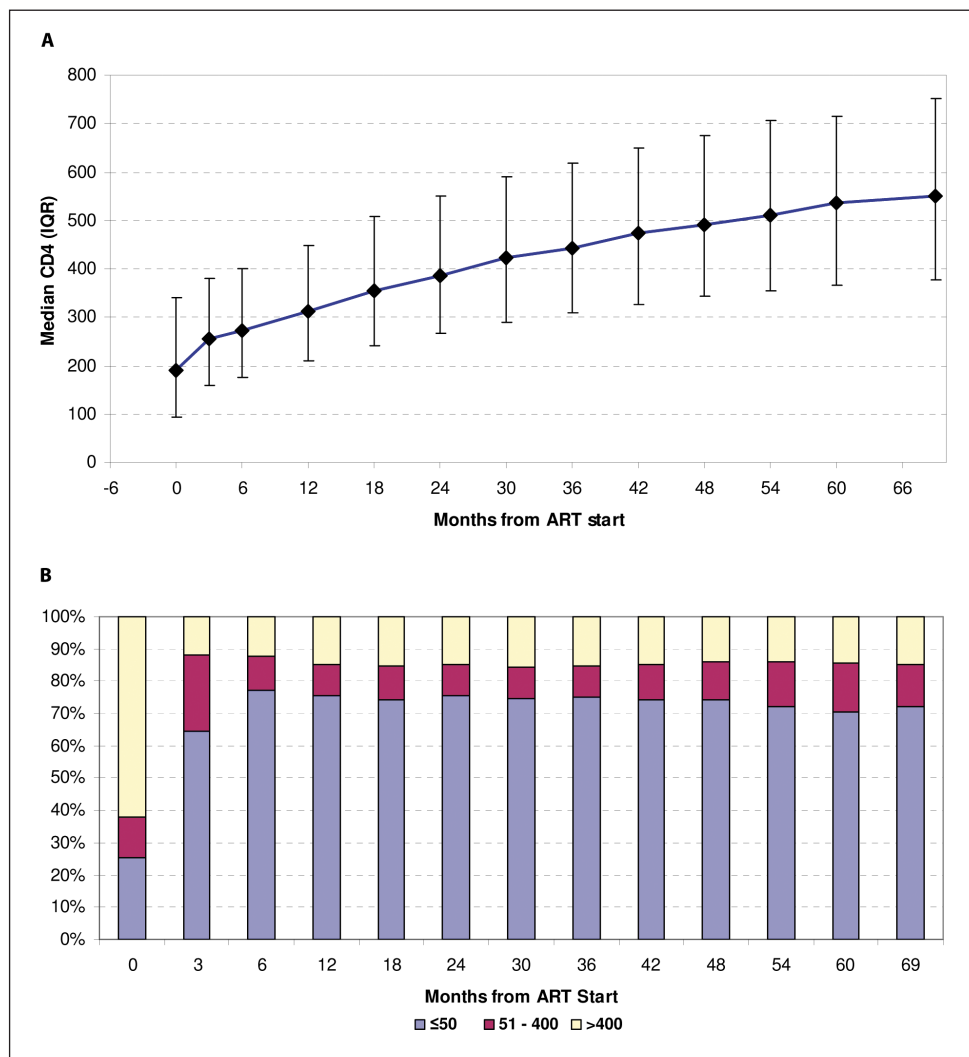 A
800
700
600
500
400
300
200
100
0
Median CD4 (IQR)
-6 0 6 12 18 24 30 36 42 48 54 60 66
Months from ART start
B
100%
90%
80%
70%
60%
50%
40%
30%
20%
10%
0%
0 3 6 12 18 24 30 36 42 48 54 60 69
Months from ART Start
≤50 51 - 400 >400